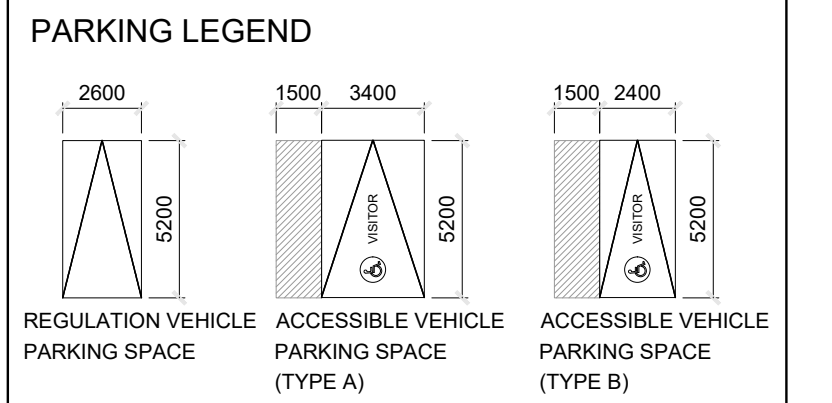 PARKING LEGEND
2600
5200
REGULATION VEHICLE
PARKING SPACE
1500 3400
VISITOR
5200
ACCESSIBLE VEHICLE
PARKING SPACE
(TYPE A)
1500 2400
VISITOR
5200
ACCESSIBLE VEHICLE
PARKING SPACE
(TYPE B)